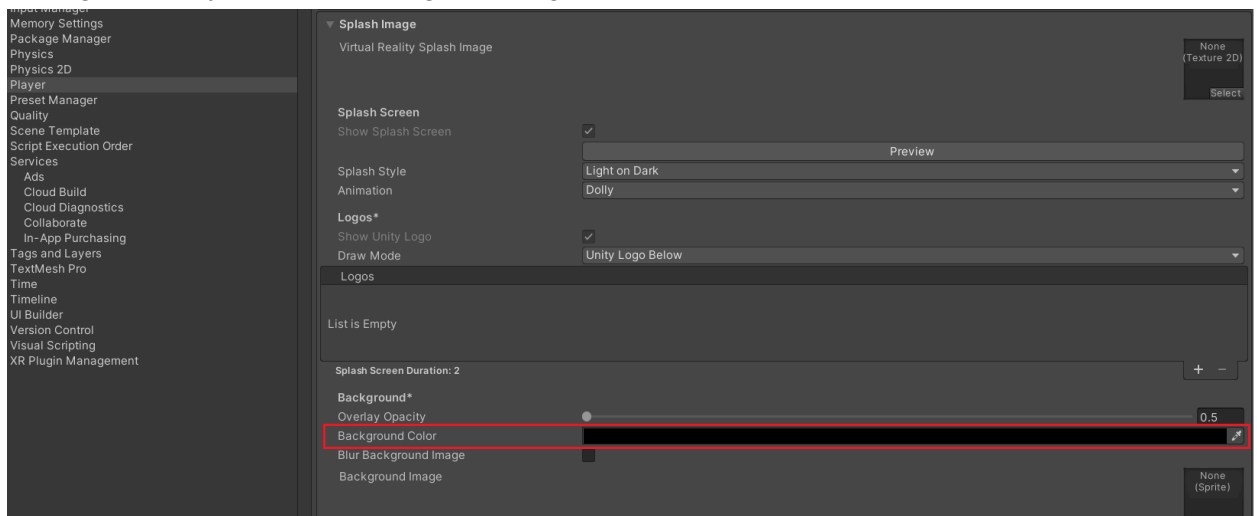 Memory Settings
Package Manager
Physics
Physics 2D
Player
Preset Manager
Quality
Scene Template
Script Execution Order
Services
Ads
Cloud Build
Cloud Diagnostics
Collaborate
In-App Purchasing
Tags and Layers
TextMesh Pro
Time
Timeline
UI Builder
Version Control
Visual Scripting
XR Plugin Management
Splash Image
Virtual Reality Splash Image
None
(Texture 2D)
Select
Splash Screen
Show Splash Screen
Preview
Splash Style Light on Dark
Animation Dolly
Logos*
Show Unity Logo
Draw Mode Unity Logo Below
Logos
List is Empty
Splash Screen Duration: 2
+ −
Background*
Overlay Opacity 0.5
Background Color
Blur Background Image
Background Image
None
(Sprite)